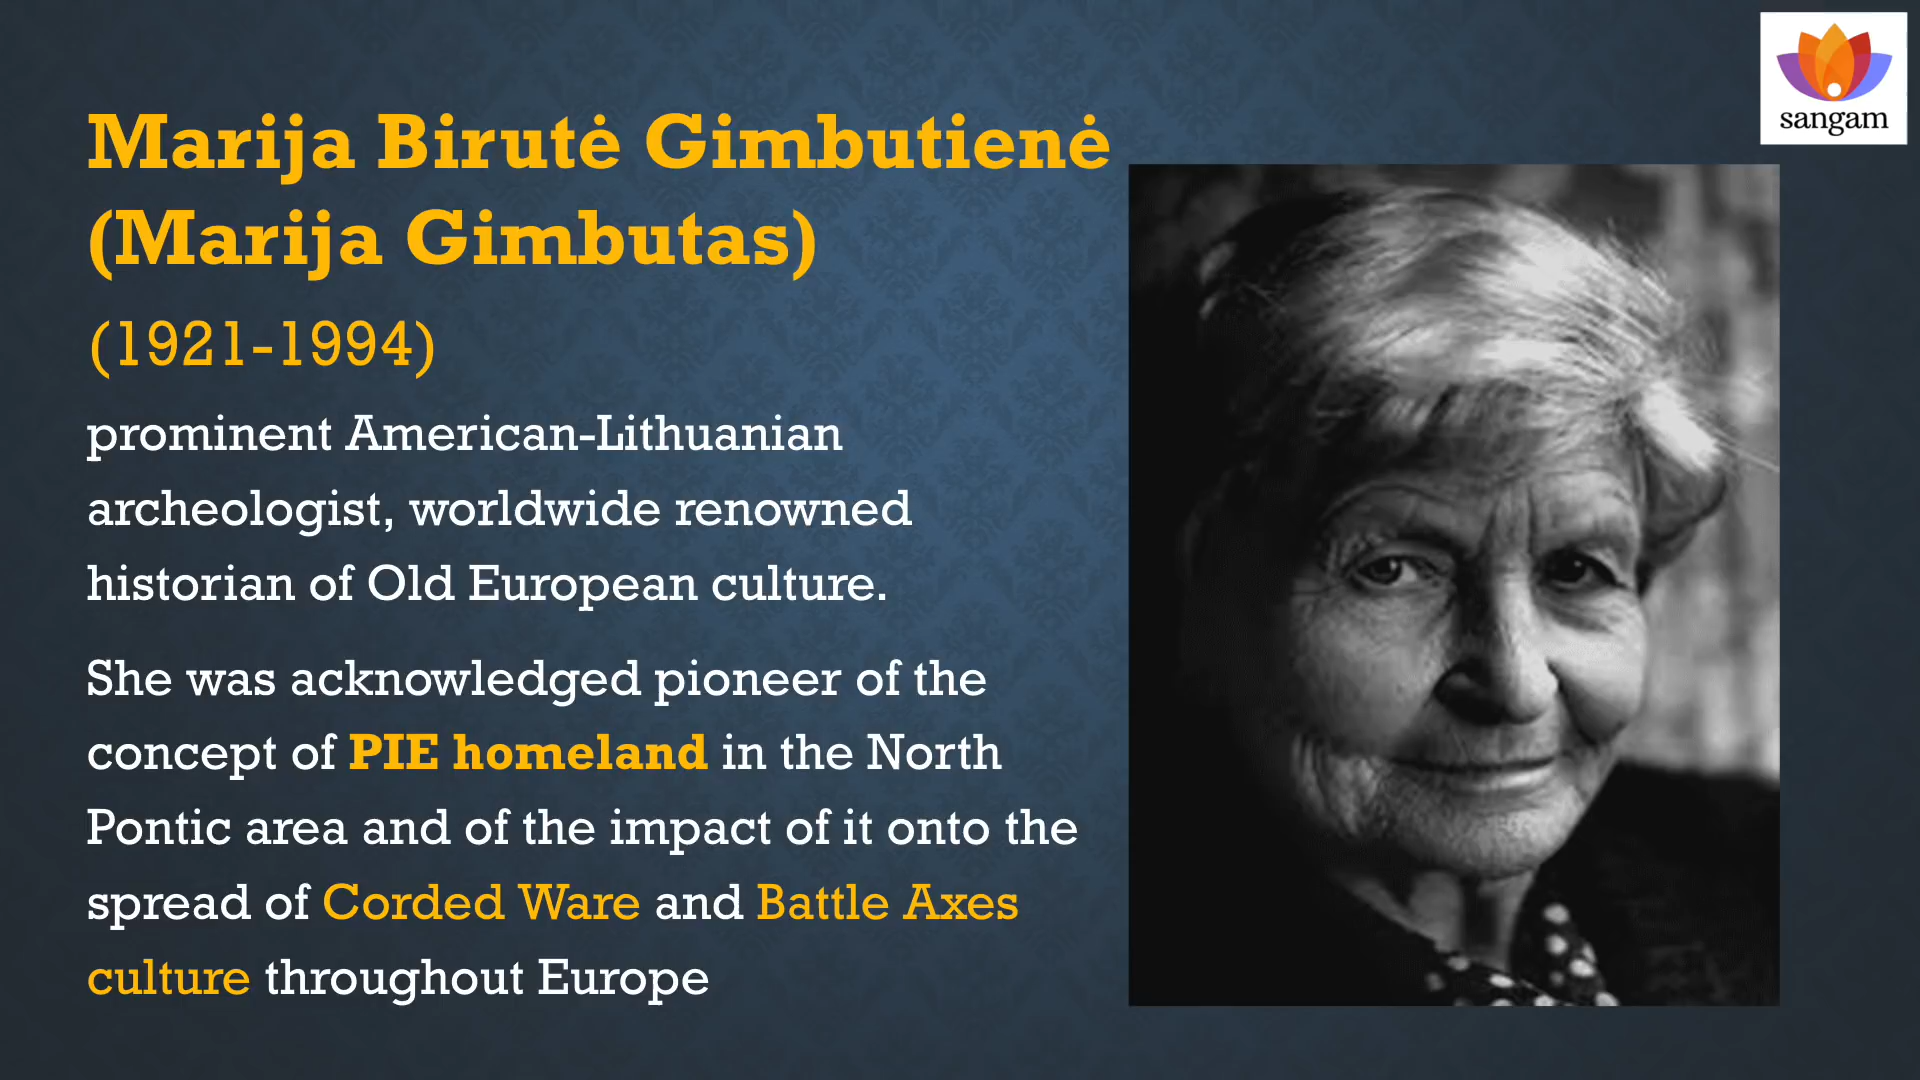 sangam
Marija Birutė Gimbutienė
(Marija Gimbutas)
(1921-1994)
prominent American-Lithuanian
archeologist, worldwide renowned
historian of Old European culture.
She was acknowledged pioneer of the
concept of PIE homeland in the North
Pontic area and of the impact of it onto the
spread of Corded Ware and Battle Axes
culture throughout Europe